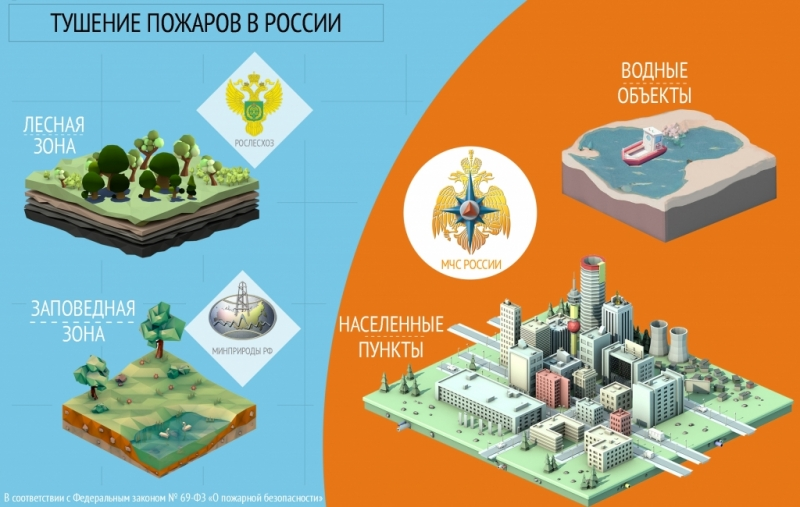 ТУШЕНИЕ ПОЖАРОВ В РОССИИ
ЛЕСНАЯ
ЗОНА
РОСЛЕСХОЗ
ЗАПОВЕДНАЯ
ЗОНА
МИНПРИРОДЫ РФ
МЧС РОССИИ
ВОДНЫЕ
ОБЪЕКТЫ
НАСЕЛЕННЫЕ
ПУНКТЫ
В соответствии с Федеральным законом № 69-ФЗ «О пожарной безопасности»